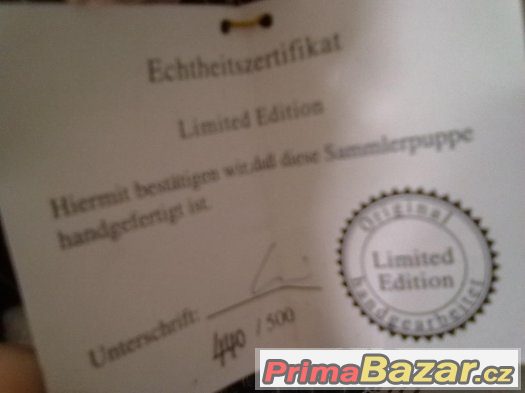 Echtheitszertifikat
Limited Edition
Hiermit bestätigen wir,daß diese Sammlerpuppe
handgefertigt ist.
Unterschrift:
440 / 500
Original
Limited
Edition
handgearbeitet
PrimaBazar.cz